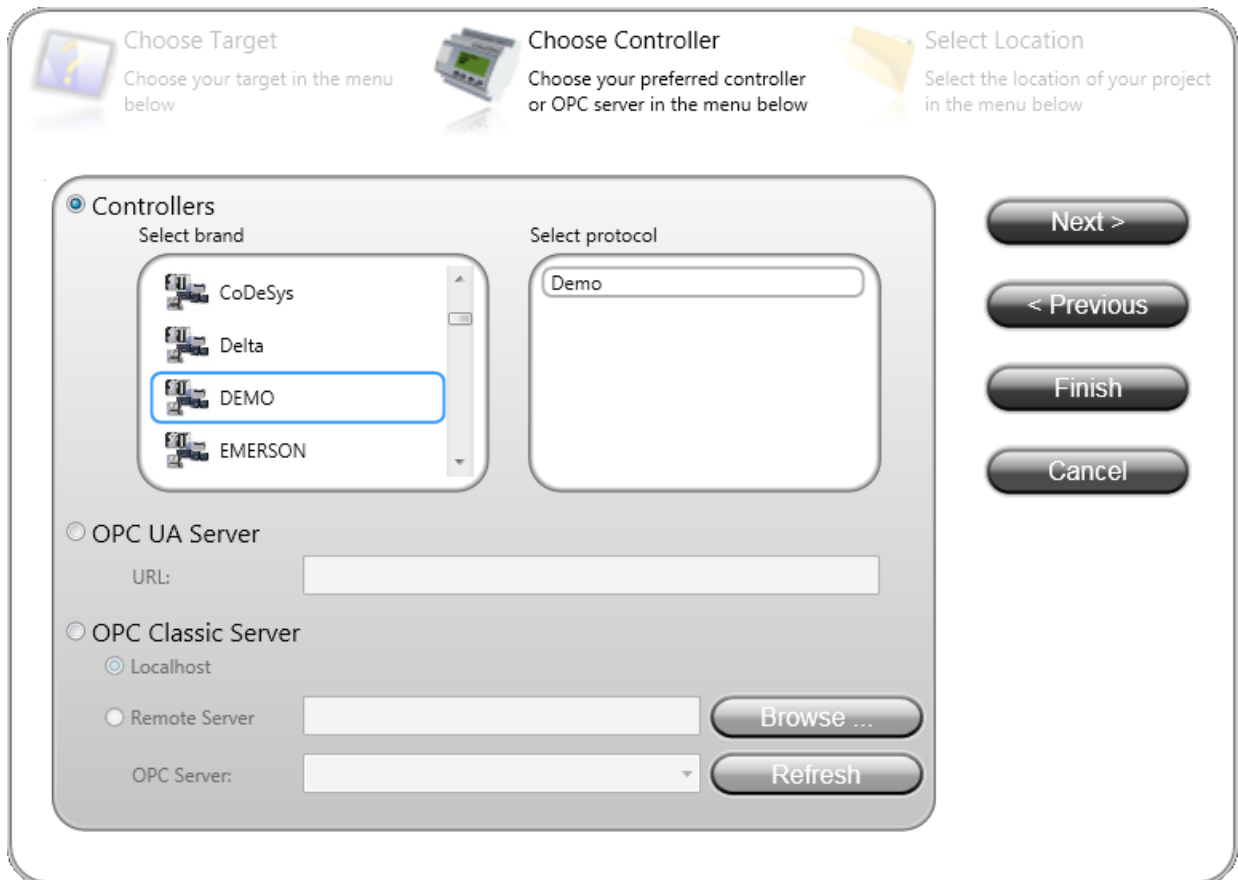 Choose Target
Choose your target in the menu
below
Choose Controller
Choose your preferred controller
or OPC server in the menu below
Select Location
Select the location of your project
in the menu below
Controllers
Select brand
Select protocol
CoDeSys
Delta
DEMO
EMERSON
Demo
Next >
< Previous
Finish
Cancel
OPC UA Server
URL:
OPC Classic Server
Localhost
Remote Server
Browse ...
OPC Server:
Refresh